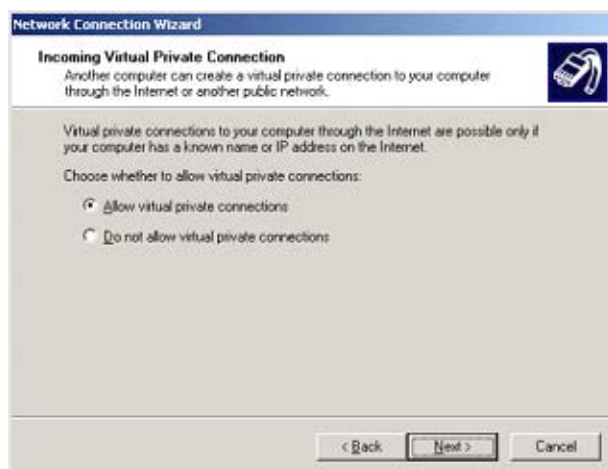 Network Connection Wizard
Incoming Virtual Private Connection
Another computer can create a virtual private connection to your computer
through the Internet or another public network.
Virtual private connections to your computer through the Internet are possible only if
your computer has a known name or IP address on the Internet.
Choose whether to allow virtual private connections:
Allow virtual private connections
Do not allow virtual private connections
< Back Next > Cancel